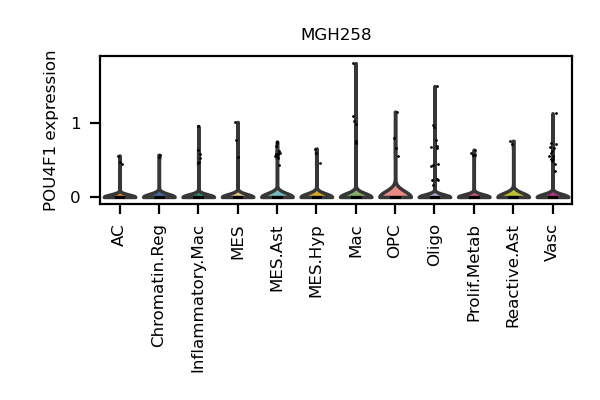 MGH258
POU4F1 expression
1
0
AC
Chromatin.Reg
Inflammatory.Mac
MES
MES.Ast
MES.Hyp
Mac
OPC
Oligo
Prolif.Metab
Reactive.Ast
Vasc